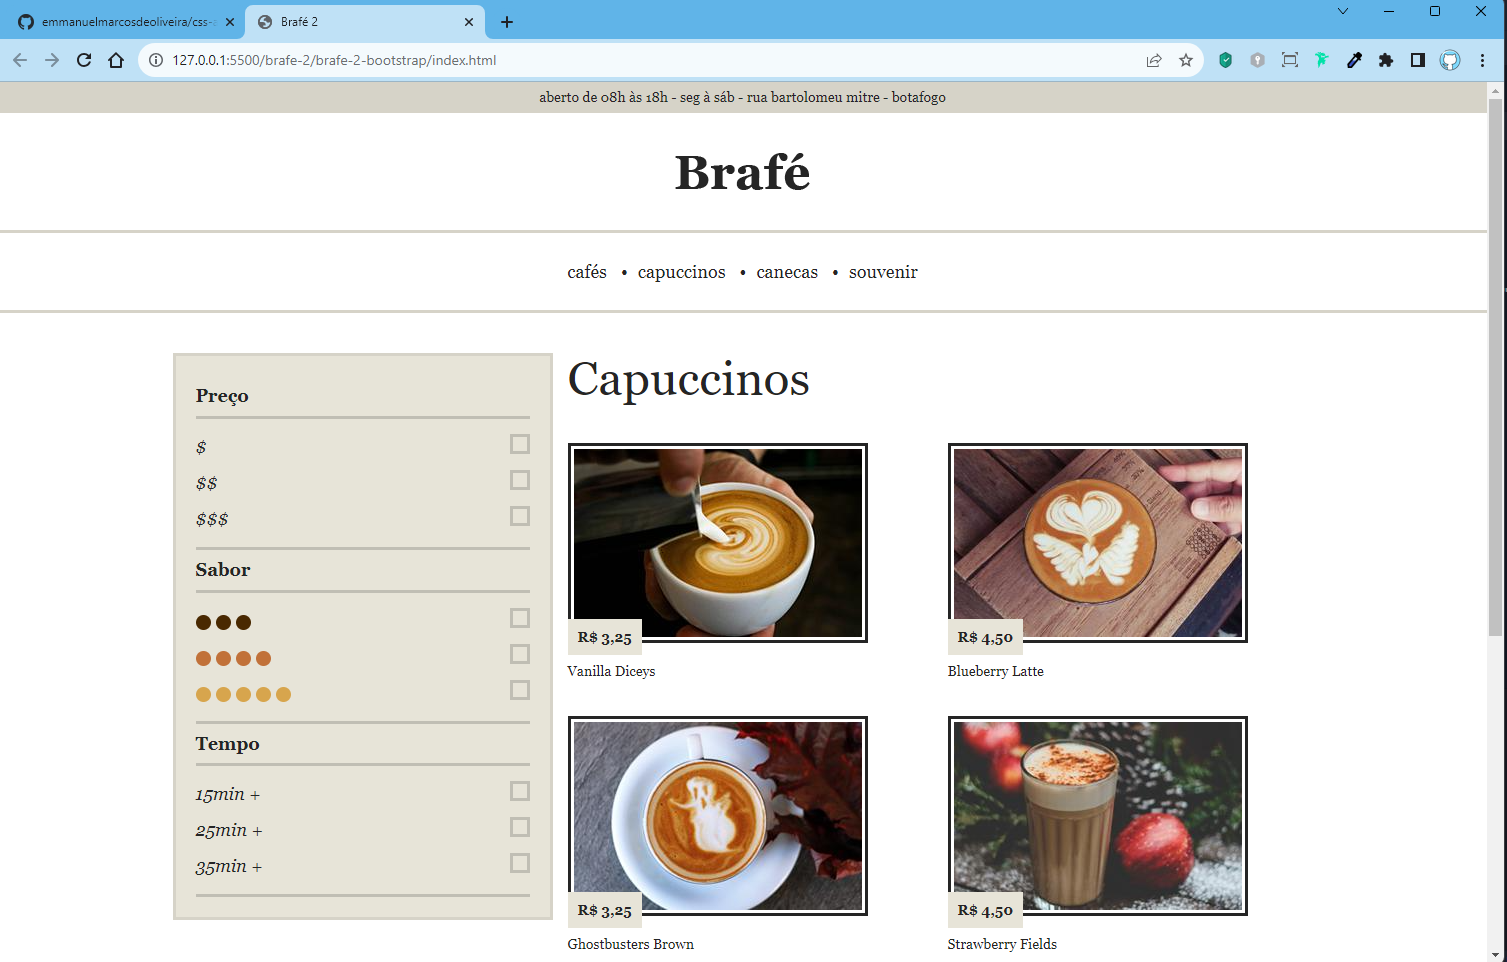 emmanuelmarcosdeoliveira/css-a
Brafé 2
127.0.0.1:5500/brafe-2/brafe-2-bootstrap/index.html
aberto de 08h às 18h - seg à sáb - rua bartolomeu mitre - botafogo
Brafé
cafés • capuccinos • canecas • souvenir
Preço
$
$$
$$$
Sabor
Tempo
15min +
25min +
35min +
Capuccinos
R$ 3,25
Vanilla Diceys
R$ 4,50
Blueberry Latte
R$ 3,25
Ghostbusters Brown
R$ 4,50
Strawberry Fields